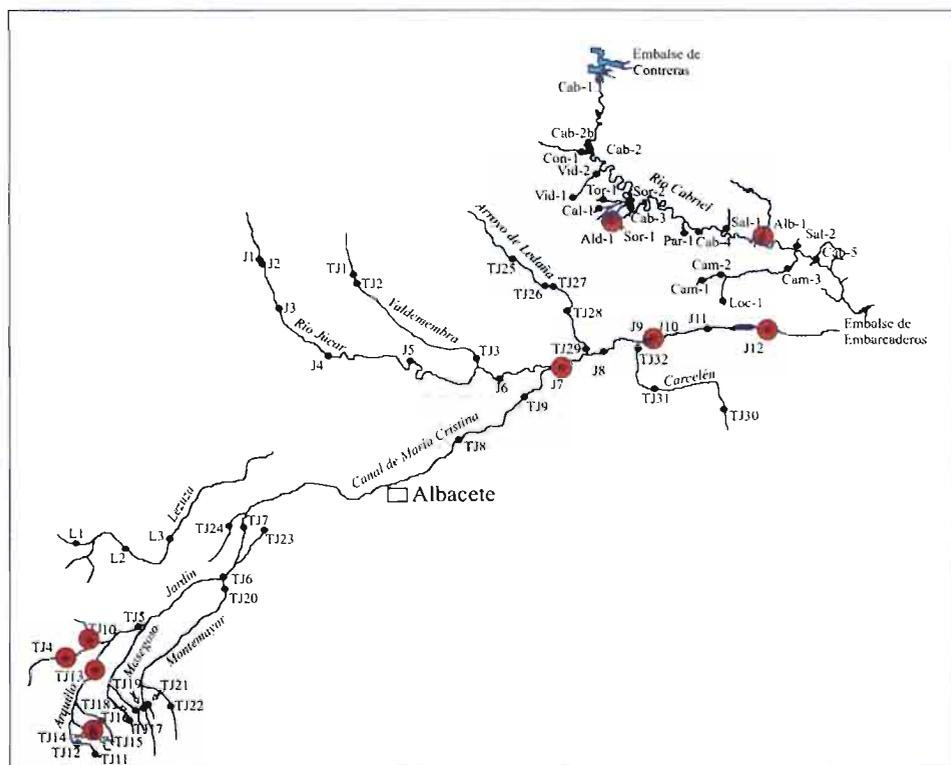 Embalse de
Contreras
Cab-1
Cab-2b
Cab-2
Con-1
Vid-2
Vid-1
Tor-1
Sor-2
Río Cabriel
Cal-1
Cab-3
Ald-1
Sor-1
Par-1
Cab-4
Sal-1
Alb-1
Sal-2
Cab-5
Cam-2
Cam-1
Cam-3
Loc-1
Embalse de
Embarcaderos
Arroyo de Ledaña
TJ25
TJ26
TJ27
TJ28
TJ29
J1
J2
TJ1
TJ2
J3
Río Júcar
Valdemembra
J4
J5
TJ3
J6
J7
J8
J9
J10
J11
J12
TJ32
Carcelén
TJ31
TJ30
TJ9
TJ8
Canal de María Cristina
Albacete
Lezuza
L1
L2
L3
TJ24
TJ7
TJ23
TJ6
TJ20
Jardín
TJ5
TJ10
TJ4
TJ13
Masegoso
Montemayor
Arquillo
TJ19
TJ21
TJ18
TJ16
TJ22
TJ17
TJ14
TJ15
TJ12
TJ11